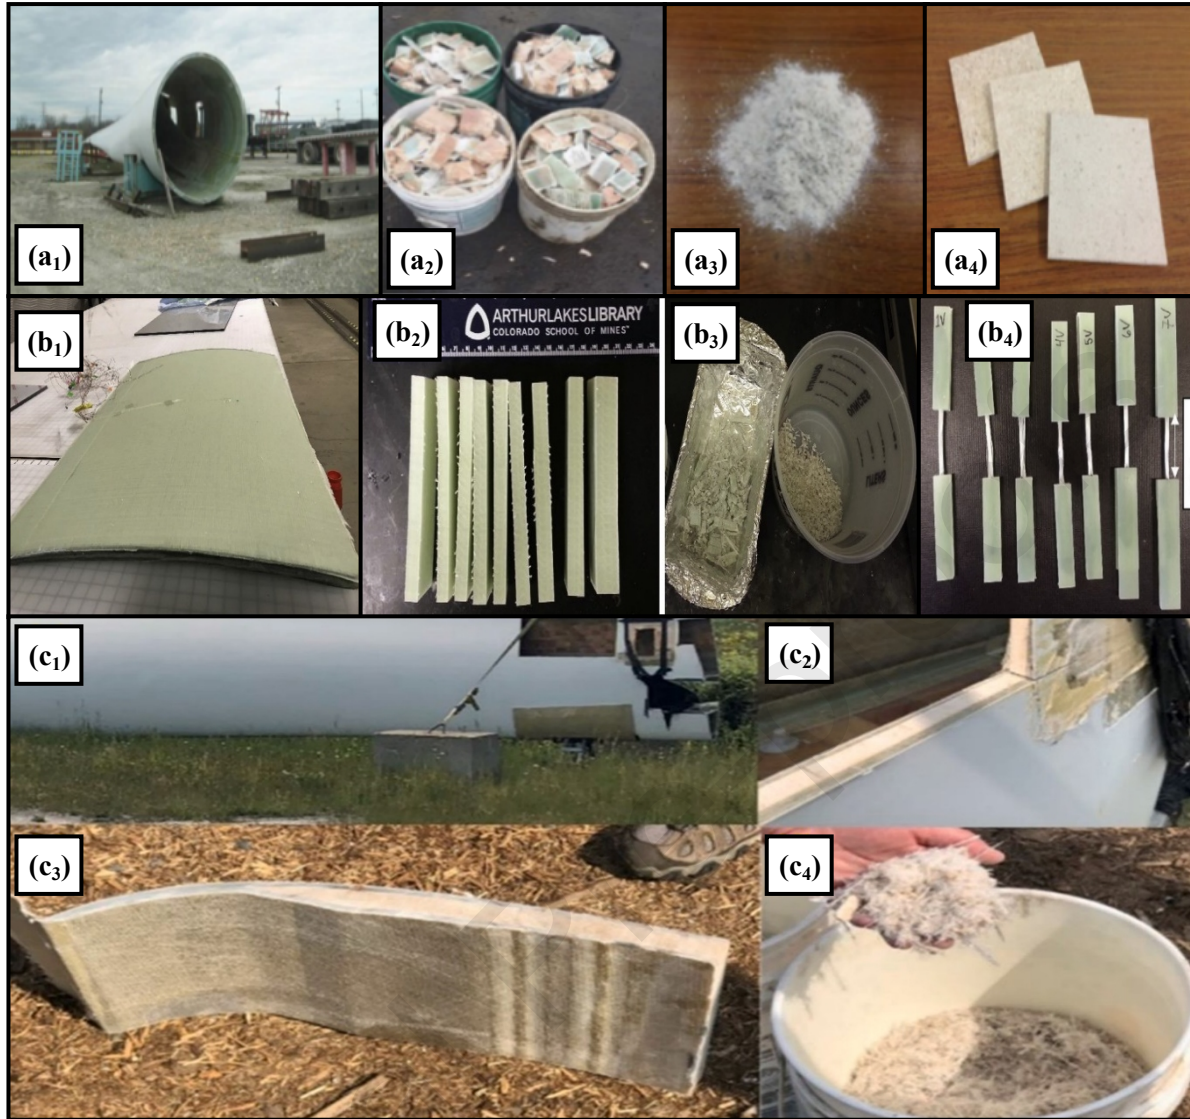 (a₁)
(a₂)
(a₃)
(a₄)
(b₁)
(b₂)
ARTHURLAKESLIBRARY
COLORADO SCHOOL OF MINES
(b₃)
(b₄)
1V
4V
5V
6V
7V
(c₁)
(c₂)
(c₃)
(c₄)